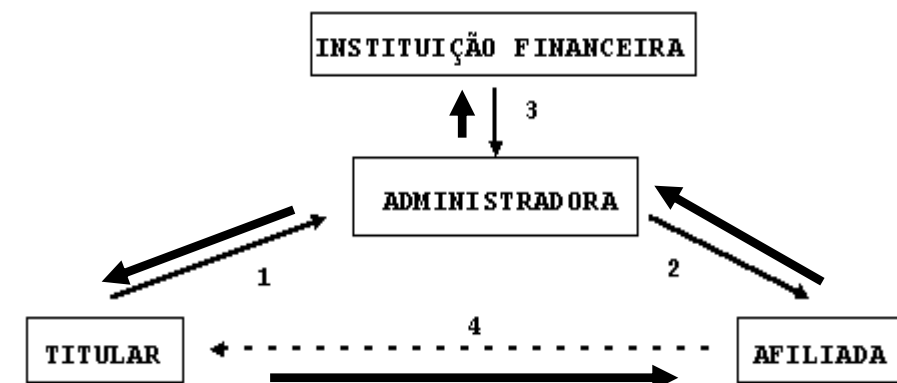 INSTITUIÇÃO FINANCEIRA
3
ADMINISTRADORA
1
2
4
TITULAR
AFILIADA